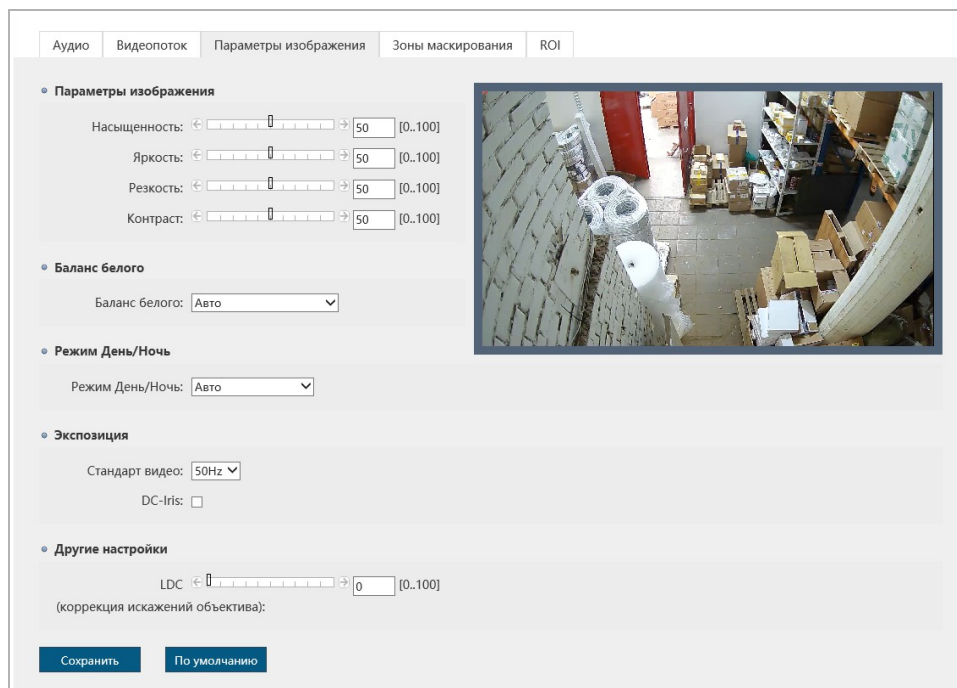 Аудио Видеопоток Параметры изображения Зоны маскирования ROI
Параметры изображения
Насыщенность: 50 [0..100]
Яркость: 50 [0..100]
Резкость: 50 [0..100]
Контраст: 50 [0..100]
Баланс белого
Баланс белого: Авто
Режим День/Ночь
Режим День/Ночь: Авто
Экспозиция
Стандарт видео: 50Hz
DC-Iris:
Другие настройки
LDC 0 [0..100]
(коррекция искажений объектива):
Сохранить По умолчанию